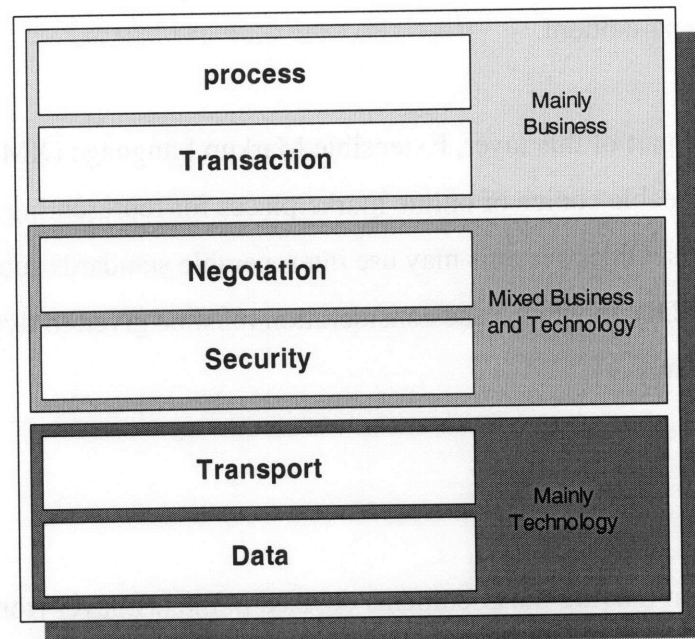 process
Transaction
Mainly
Business
Negotation
Security
Mixed Business
and Technology
Transport
Data
Mainly
Technology